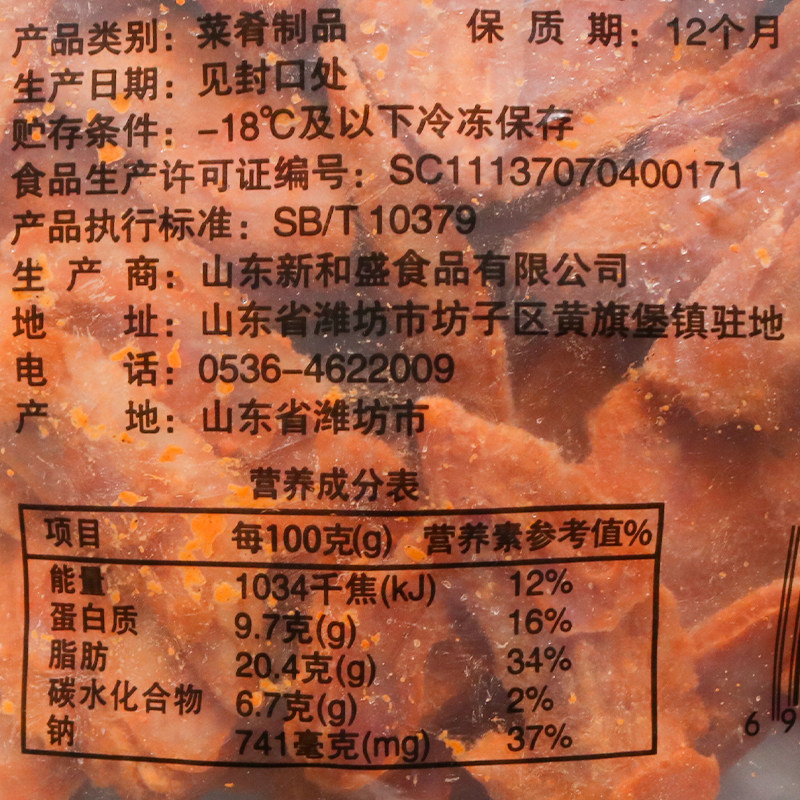 产品类别：菜肴制品 保质期：12个月
生产日期：见封口处
贮存条件：-18℃及以下冷冻保存
食品生产许可证编号：SC11137070400171
产品执行标准：SB/T 10379
生产商：山东新和盛食品有限公司
地址：山东省潍坊市坊子区黄旗堡镇驻地
电话：0536-4622009
产地：山东省潍坊市
营养成分表
项目 每100克(g) 营养素参考值%
能量 1034千焦(kJ) 12%
蛋白质 9.7克(g) 16%
脂肪 20.4克(g) 34%
碳水化合物 6.7克(g) 2%
钠 741毫克(mg) 37%
69